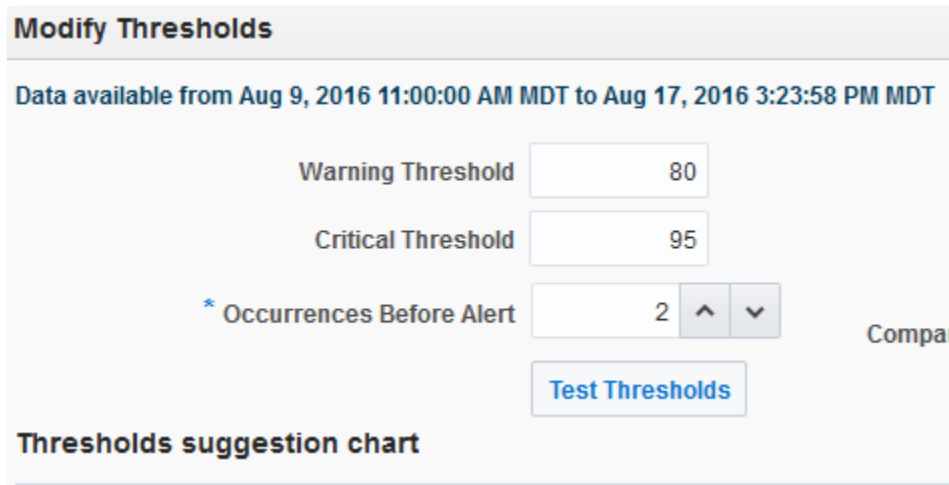 Modify Thresholds
Data available from Aug 9, 2016 11:00:00 AM MDT to Aug 17, 2016 3:23:58 PM MDT
Warning Threshold 80
Critical Threshold 95
* Occurrences Before Alert 2
Compar
Test Thresholds
Thresholds suggestion chart